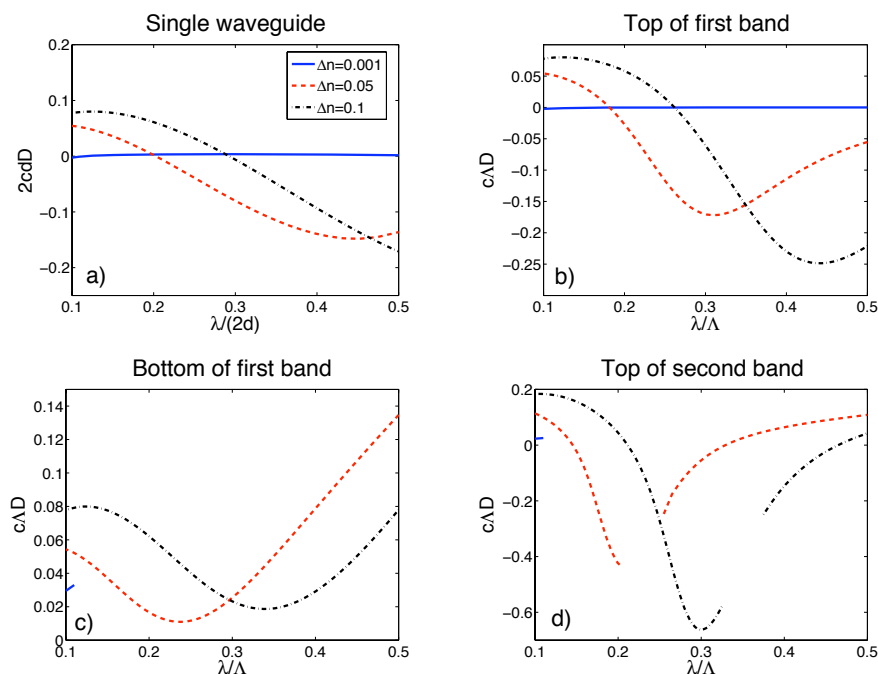 Single waveguide
0.2
0.1
0
−0.1
−0.2
2cdD
Δn=0.001
Δn=0.05
Δn=0.1
a)
0.1 0.2 0.3 0.4 0.5
λ/(2d)
Top of first band
0.05
0
−0.05
−0.1
−0.15
−0.2
−0.25
cΛD
b)
0.1 0.2 0.3 0.4 0.5
λ/Λ
Bottom of first band
0.14
0.12
0.1
0.08
0.06
0.04
0.02
0
cΛD
c)
0.1 0.2 0.3 0.4 0.5
λ/Λ
Top of second band
0.2
0
−0.2
−0.4
−0.6
cΛD
d)
0.1 0.2 0.3 0.4 0.5
λ/Λ